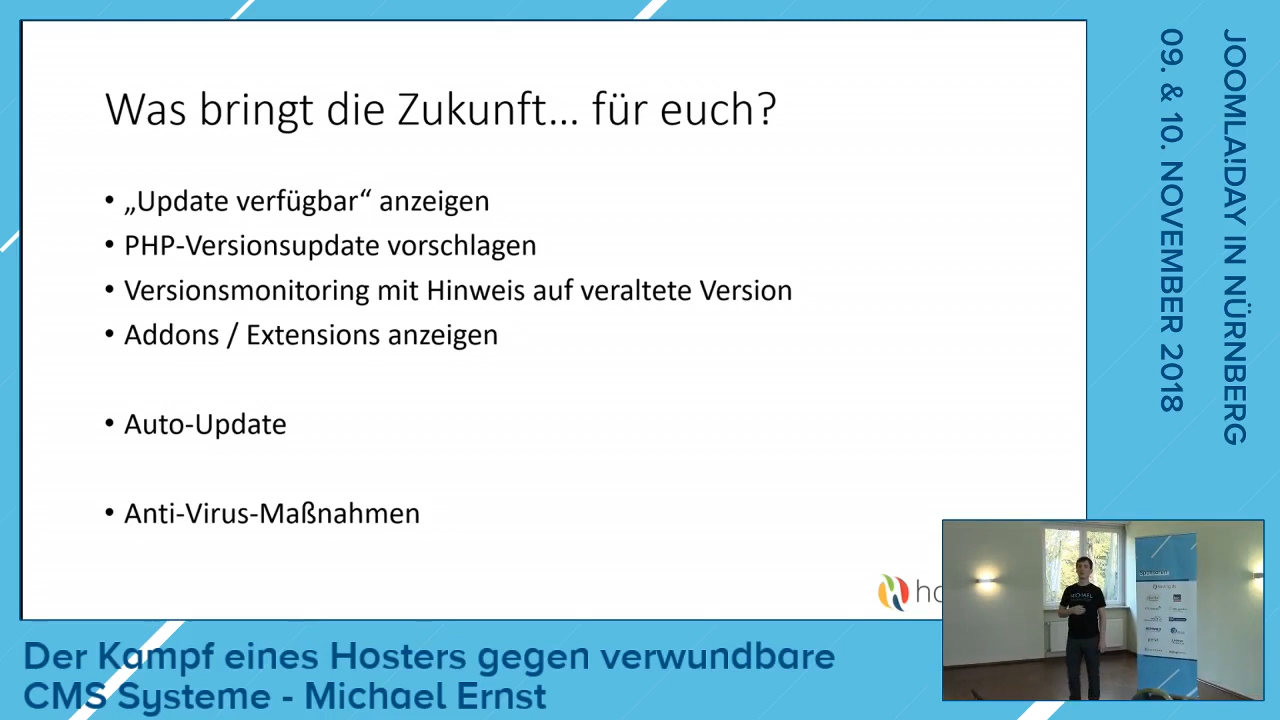 Was bringt die Zukunft... für euch?
• „Update verfügbar“ anzeigen
• PHP-Versionsupdate vorschlagen
• Versionsmonitoring mit Hinweis auf veraltete Version
• Addons / Extensions anzeigen
• Auto-Update
• Anti-Virus-Maßnahmen
JOOMLA!DAY IN NÜRNBERG
09. & 10. NOVEMBER 2018
MICHAEL
Der Kampf eines Hosters gegen verwundbare
CMS Systeme - Michael Ernst